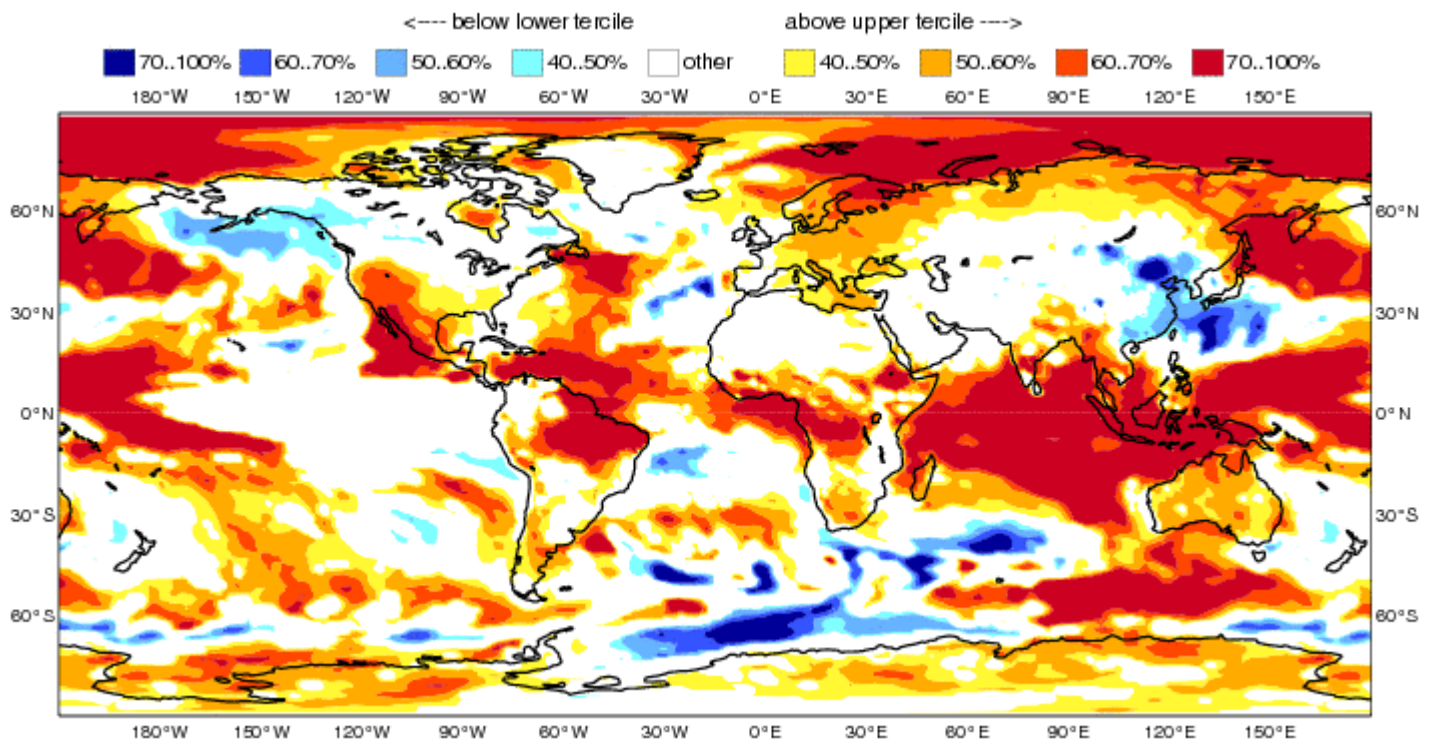 <---- below lower tercile above upper tercile ---->
70..100% 60..70% 50..60% 40..50% other 40..50% 50..60% 60..70% 70..100%
180°W 150°W 120°W 90°W 60°W 30°W 0°E 30°E 60°E 90°E 120°E 150°E
60°N 60°N
30°N 30°N
0°N 0°N
30°S 30°S
60°S 60°S
180°W 150°W 120°W 90°W 60°W 30°W 0°E 30°E 60°E 90°E 120°E 150°E